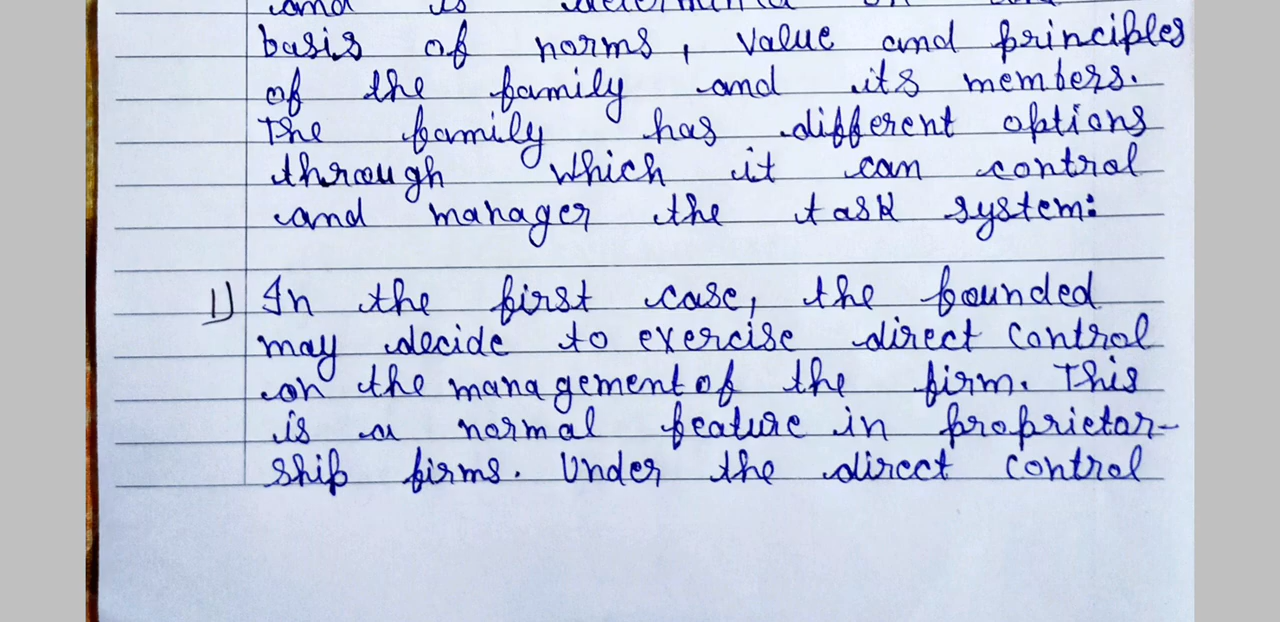 and is
basis of norms, value and principles
of the family and its members.
The family has different options
through which it can control
and manager the task system:
1) In the first case, the founded
may decide to exercise direct control
on the management of the firm. This
is a normal feature in proprietor-
ship firms. Under the direct control